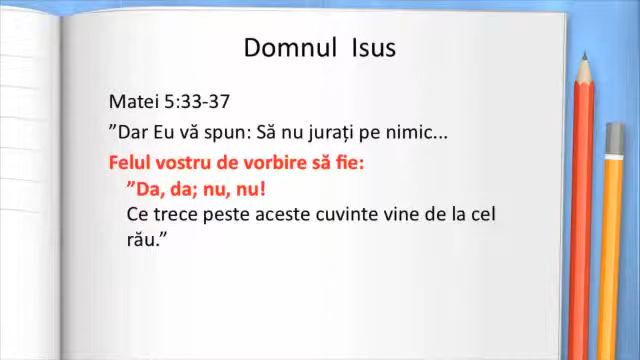 Domnul Isus
Matei 5:33-37
”Dar Eu vă spun: Să nu jurați pe nimic...
Felul vostru de vorbire să fie:
”Da, da; nu, nu!
Ce trece peste aceste cuvinte vine de la cel
rău.”